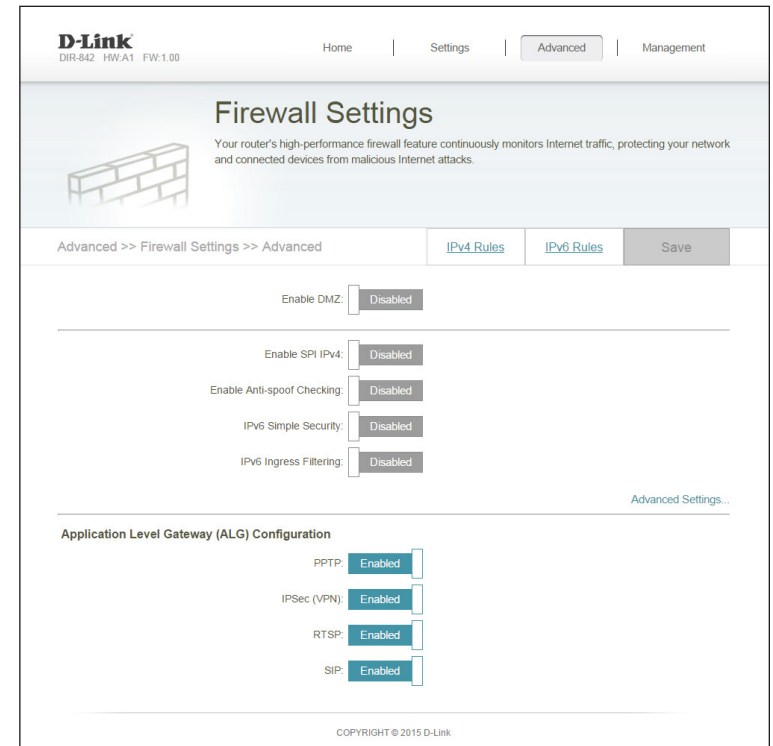 D-Link
DIR-842 HW:A1 FW:1.00
Home
Settings
Advanced
Management
Firewall Settings
Your router's high-performance firewall feature continuously monitors Internet traffic, protecting your network
and connected devices from malicious Internet attacks.
Advanced >> Firewall Settings >> Advanced
IPv4 Rules
IPv6 Rules
Save
Enable DMZ: Disabled
Enable SPI IPv4: Disabled
Enable Anti-spoof Checking: Disabled
IPv6 Simple Security: Disabled
IPv6 Ingress Filtering: Disabled
Advanced Settings...
Application Level Gateway (ALG) Configuration
PPTP: Enabled
IPSec (VPN): Enabled
RTSP: Enabled
SIP: Enabled
COPYRIGHT © 2015 D-Link